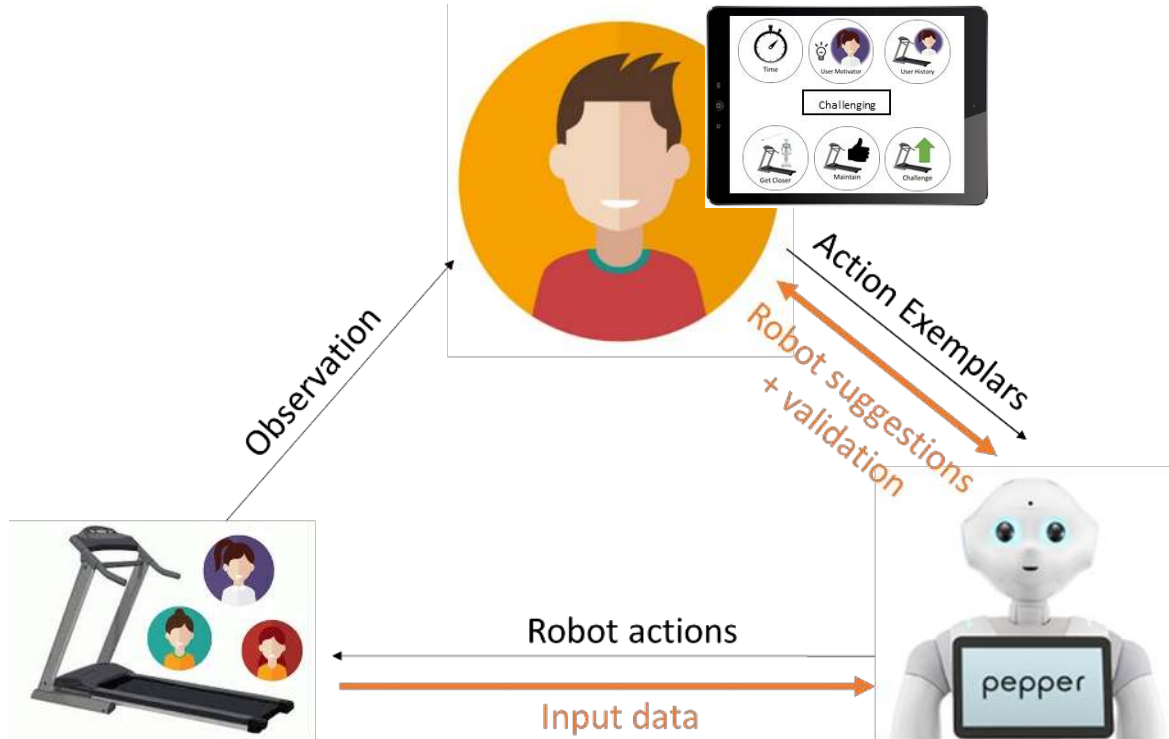 Time
User Motivator
User History
Challenging
Get Closer
Maintain
Challenge
Observation
Action Exemplars
Robot suggestions
+ validation
Robot actions
Input data
pepper